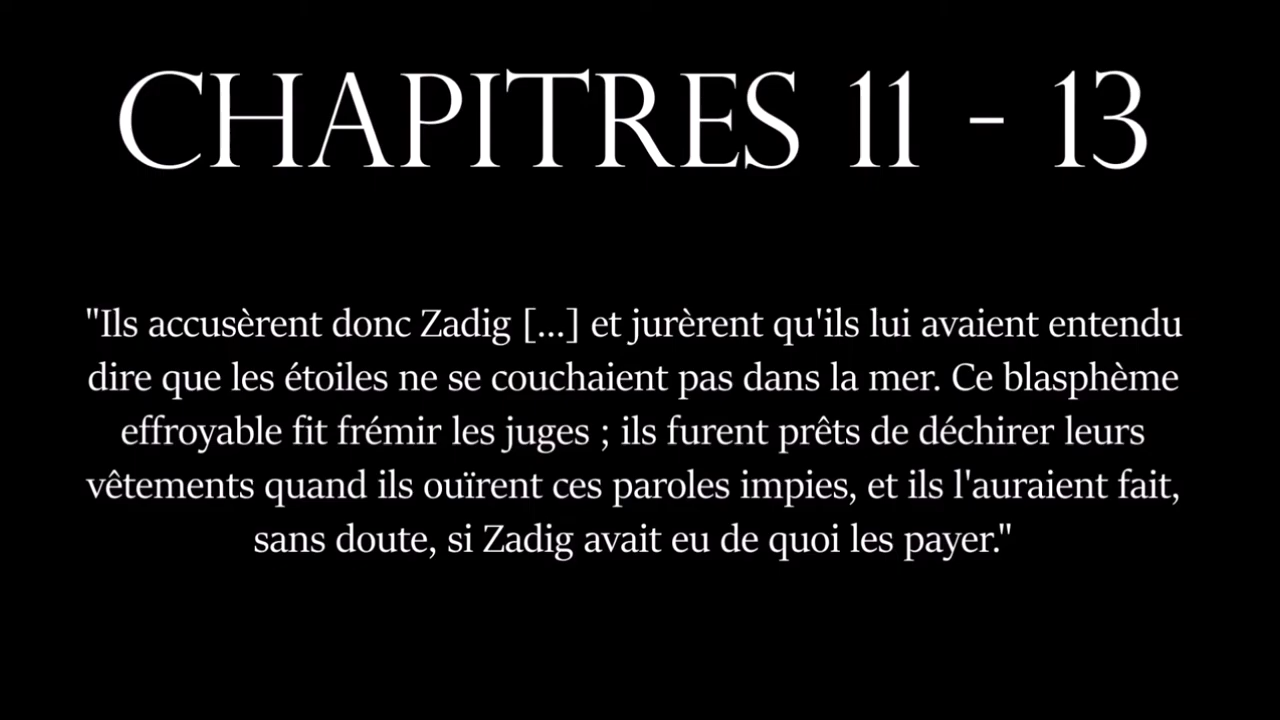 CHAPITRES 11 - 13
"Ils accusèrent donc Zadig [...] et jurèrent qu'ils lui avaient entendu
dire que les étoiles ne se couchaient pas dans la mer. Ce blasphème
effroyable fit frémir les juges ; ils furent prêts de déchirer leurs
vêtements quand ils ouïrent ces paroles impies, et ils l'auraient fait,
sans doute, si Zadig avait eu de quoi les payer."